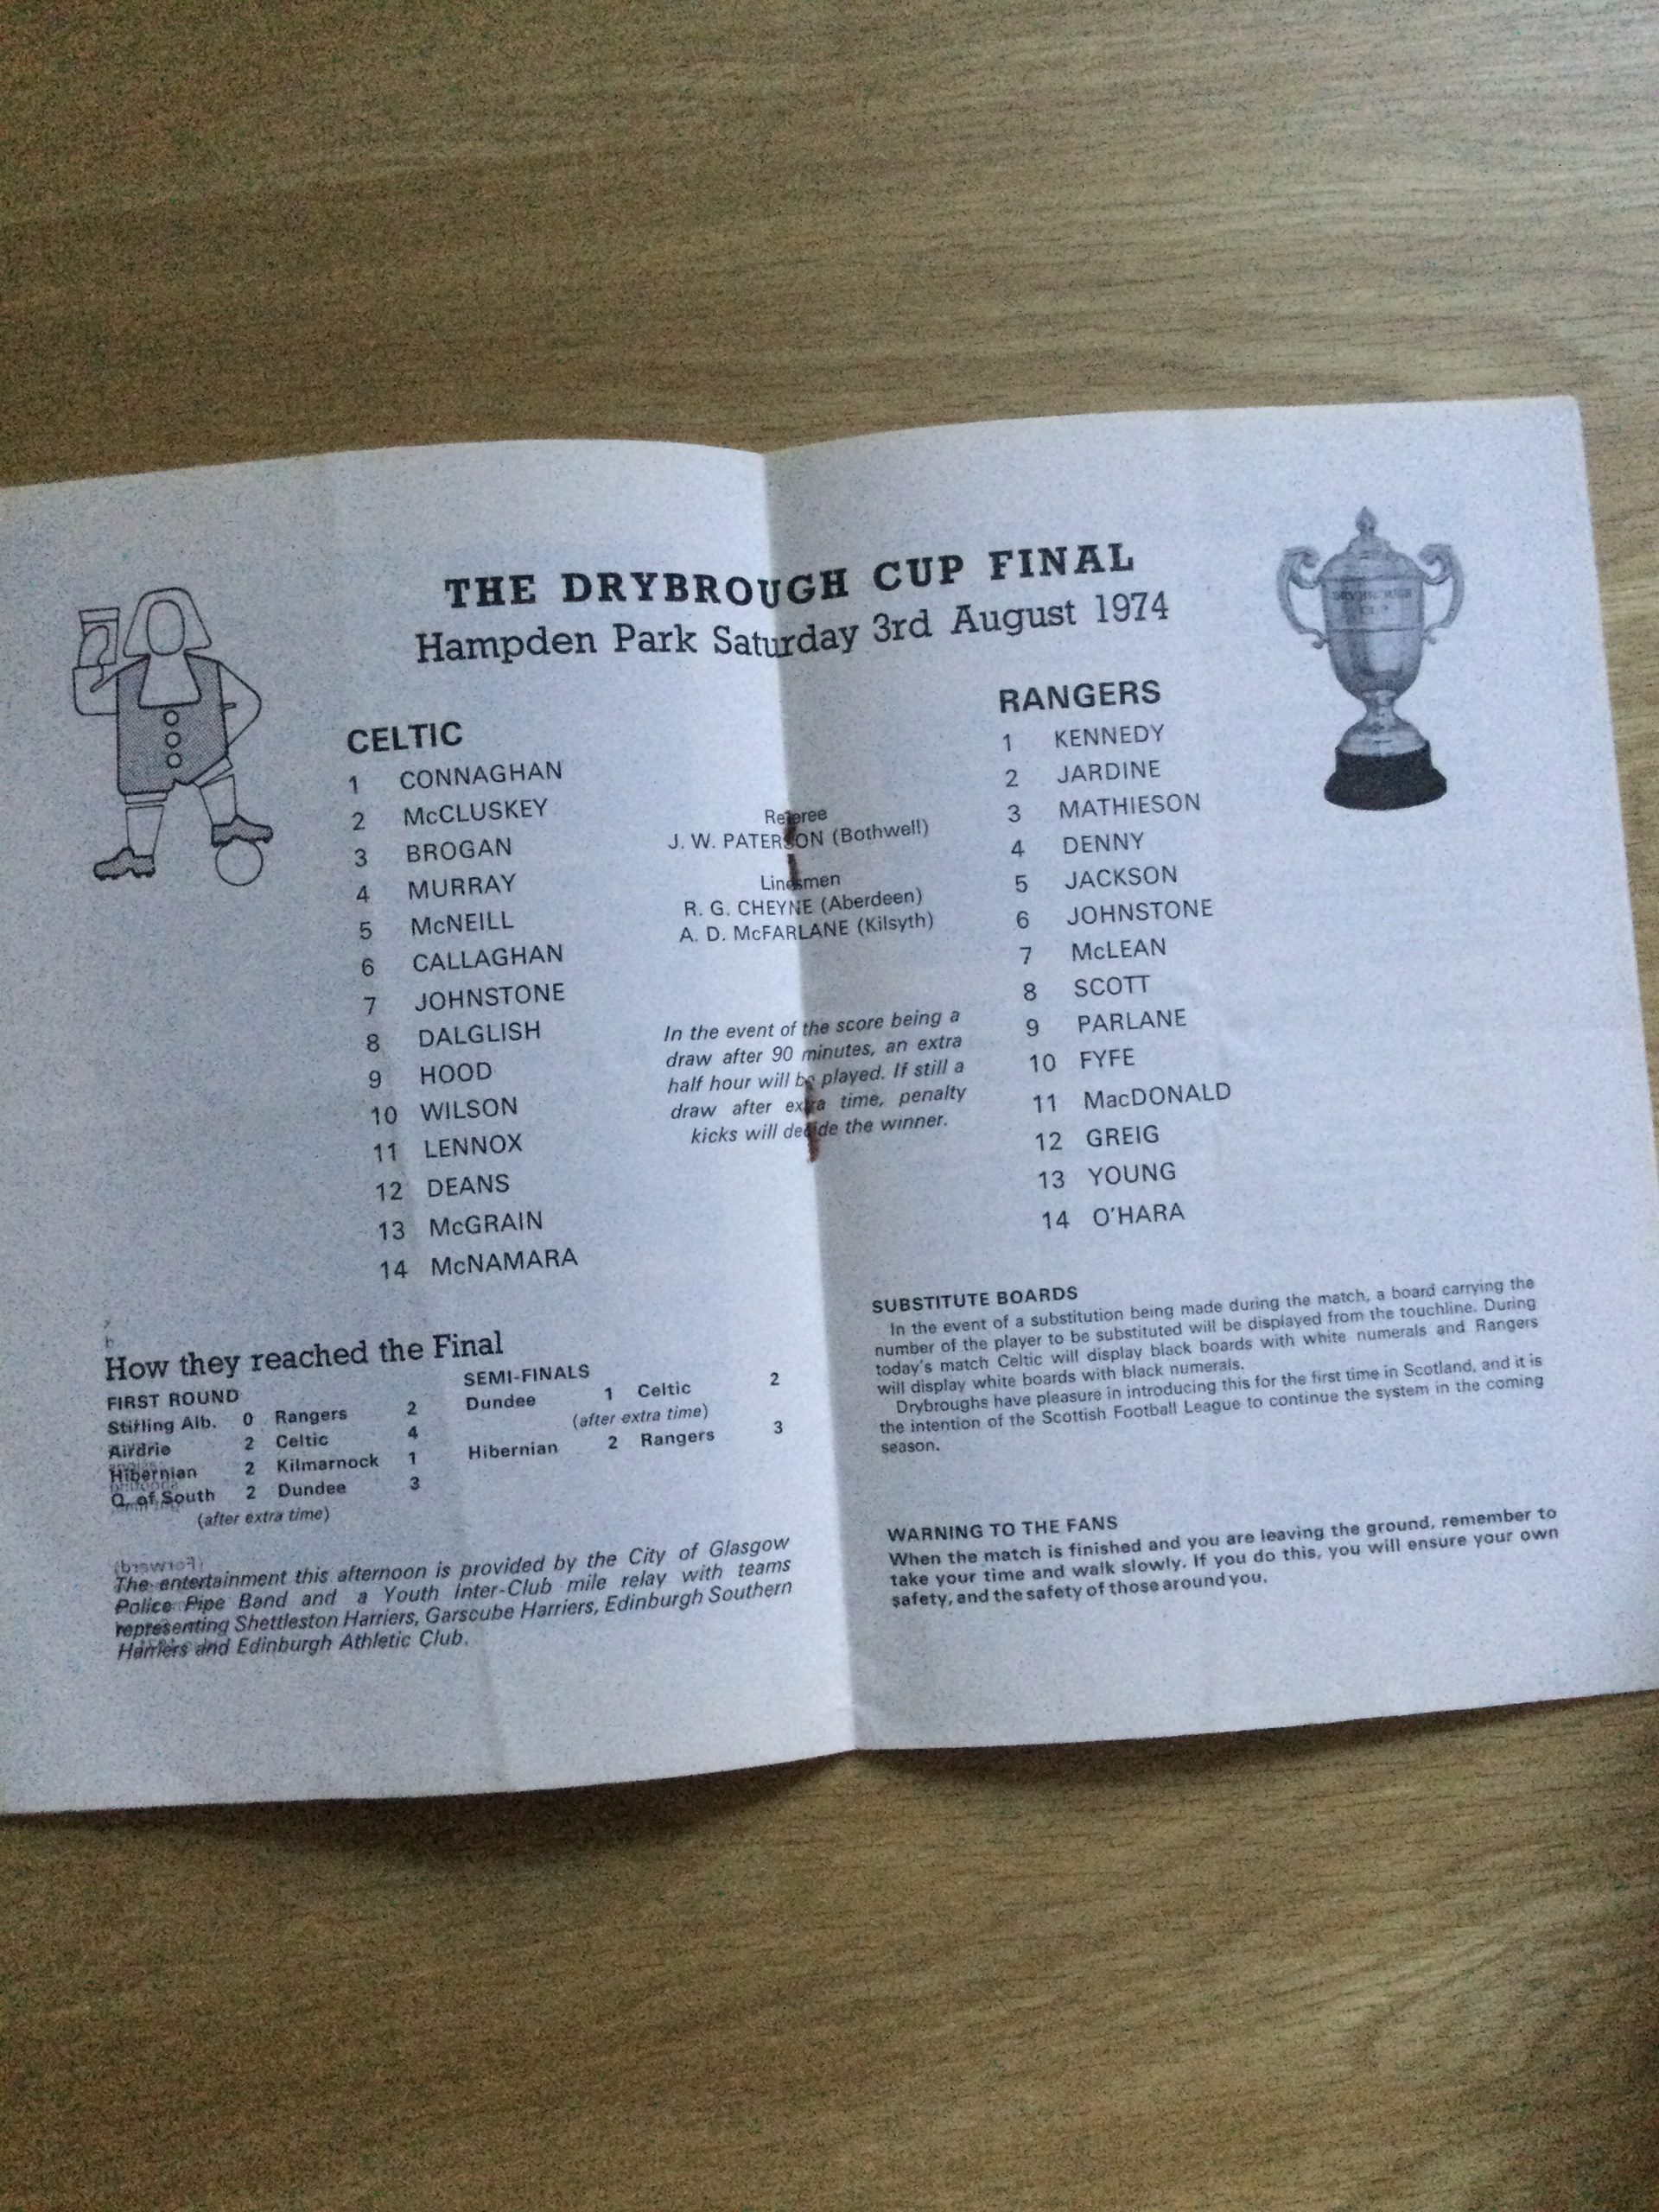 THE DRYBROUGH CUP FINAL
Hampden Park Saturday 3rd August 1974
CELTIC
1 CONNAGHAN
2 McCLUSKEY
3 BROGAN
4 MURRAY
5 McNEILL
6 CALLAGHAN
7 JOHNSTONE
8 DALGLISH
9 HOOD
10 WILSON
11 LENNOX
12 DEANS
13 McGRAIN
14 McNAMARA
Referee
J. W. PATERSON (Bothwell)
Linesmen
R. G. CHEYNE (Aberdeen)
A. D. McFARLANE (Kilsyth)
In the event of the score being a
draw after 90 minutes, an extra
half hour will be played. If still a
draw after extra time, penalty
kicks will decide the winner.
RANGERS
1 KENNEDY
2 JARDINE
3 MATHIESON
4 DENNY
5 JACKSON
6 JOHNSTONE
7 McLEAN
8 SCOTT
9 PARLANE
10 FYFE
11 MacDONALD
12 GREIG
13 YOUNG
14 O'HARA
How they reached the Final
FIRST ROUND
Stirling Alb. 0 Rangers 2
Airdrie 2 Celtic 4
Hibernian 2 Kilmarnock 1
Q. of South 2 Dundee 3
(after extra time)
SEMI-FINALS
Dundee 1 Celtic 2
(after extra time)
Hibernian 2 Rangers 3
The entertainment this afternoon is provided by the City of Glasgow
Police Pipe Band and a Youth Inter-Club mile relay with teams
representing Shettleston Harriers, Garscube Harriers, Edinburgh Southern
Harriers and Edinburgh Athletic Club.
SUBSTITUTE BOARDS
In the event of a substitution being made during the match, a board carrying the
number of the player to be substituted will be displayed from the touchline. During
today's match Celtic will display black boards with white numerals and Rangers
will display white boards with black numerals.
Drybroughs have pleasure in introducing this for the first time in Scotland, and it is
the intention of the Scottish Football League to continue the system in the coming
season.
WARNING TO THE FANS
When the match is finished and you are leaving the ground, remember to
take your time and walk slowly. If you do this, you will ensure your own
safety, and the safety of those around you.